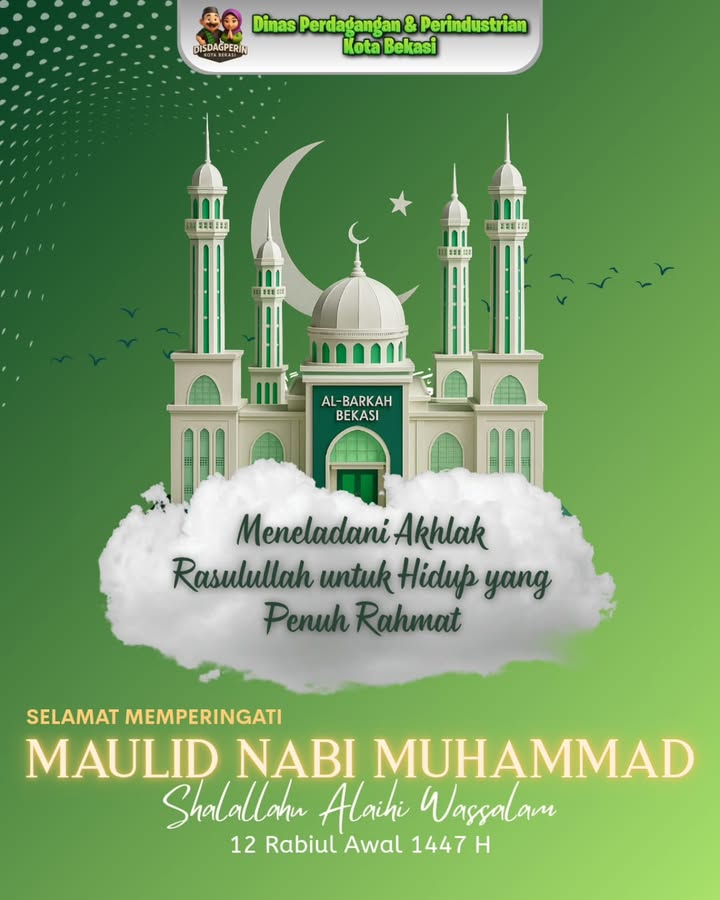 DISDAGPERIN
KOTA BEKASI
Dinas Perdagangan & Perindustrian
Kota Bekasi
AL-BARKAH
BEKASI
Meneladani Akhlak
Rasulullah untuk Hidup yang
Penuh Rahmat
SELAMAT MEMPERINGATI
MAULID NABI MUHAMMAD
Shalallahu Alaihi Wassalam
12 Rabiul Awal 1447 H